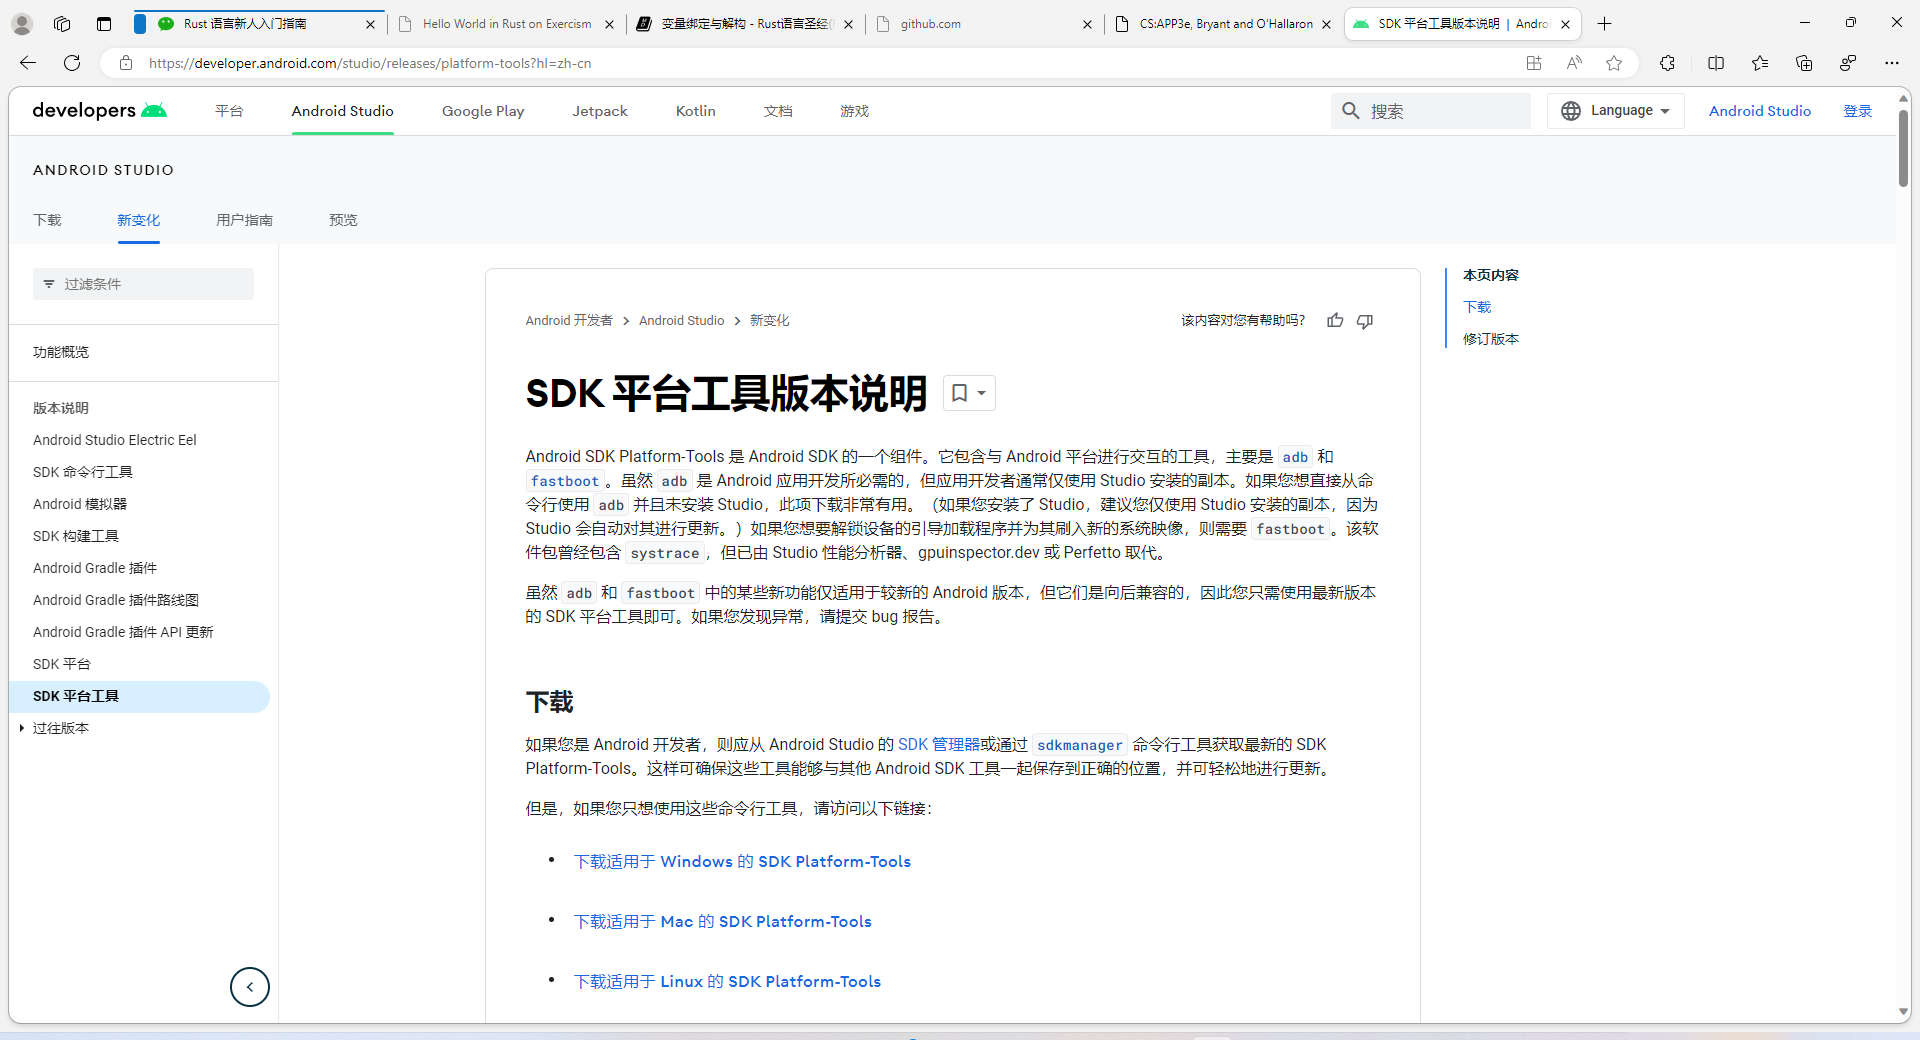 Rust 语言新人入门指南
Hello World in Rust on Exercism
变量绑定与解构 - Rust语言圣经(
github.com
CS:APP3e, Bryant and O'Hallaron
SDK 平台工具版本说明 | Andro
https://developer.android.com/studio/releases/platform-tools?hl=zh-cn
developers
平台
Android Studio
Google Play
Jetpack
Kotlin
文档
游戏
搜索
Language
Android Studio
登录
ANDROID STUDIO
下载
新变化
用户指南
预览
过滤条件
功能概览
版本说明
Android Studio Electric Eel
SDK 命令行工具
Android 模拟器
SDK 构建工具
Android Gradle 插件
Android Gradle 插件路线图
Android Gradle 插件 API 更新
SDK 平台
SDK 平台工具
过往版本
Android 开发者
Android Studio
新变化
该内容对您有帮助吗?
SDK 平台工具版本说明
Android SDK Platform-Tools 是 Android SDK 的一个组件。它包含与 Android 平台进行交互的工具，主要是 adb 和
fastboot。虽然 adb 是 Android 应用开发所必需的，但应用开发者通常仅使用 Studio 安装的副本。如果您想直接从命
令行使用 adb 并且未安装 Studio，此项下载非常有用。（如果您安装了 Studio，建议您仅使用 Studio 安装的副本，因为
Studio 会自动对其进行更新。）如果您想要解锁设备的引导加载程序并为其刷入新的系统映像，则需要 fastboot。该软
件包曾经包含 systrace，但已由 Studio 性能分析器、gpuinspector.dev 或 Perfetto 取代。
虽然 adb 和 fastboot 中的某些新功能仅适用于较新的 Android 版本，但它们是向后兼容的，因此您只需使用最新版本
的 SDK 平台工具即可。如果您发现异常，请提交 bug 报告。
下载
如果您是 Android 开发者，则应从 Android Studio 的 SDK 管理器或通过 sdkmanager 命令行工具获取最新的 SDK
Platform-Tools。这样可确保这些工具能够与其他 Android SDK 工具一起保存到正确的位置，并可轻松地进行更新。
但是，如果您只想使用这些命令行工具，请访问以下链接：
• 下载适用于 Windows 的 SDK Platform-Tools
• 下载适用于 Mac 的 SDK Platform-Tools
• 下载适用于 Linux 的 SDK Platform-Tools
本页内容
下载
修订版本